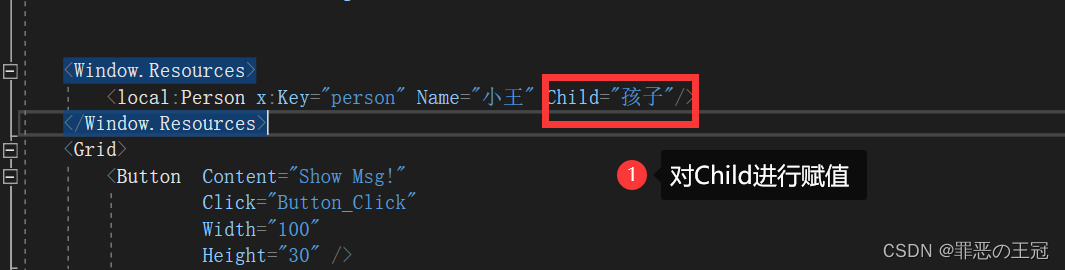 <Window.Resources>
<local:Person x:Key="person" Name="小王" Child="孩子"/>
</Window.Resources>
<Grid>
<Button Content="Show Msg!"
1 对Child进行赋值
Click="Button_Click"
Width="100"
Height="30" />
CSDN @罪恶の王冠